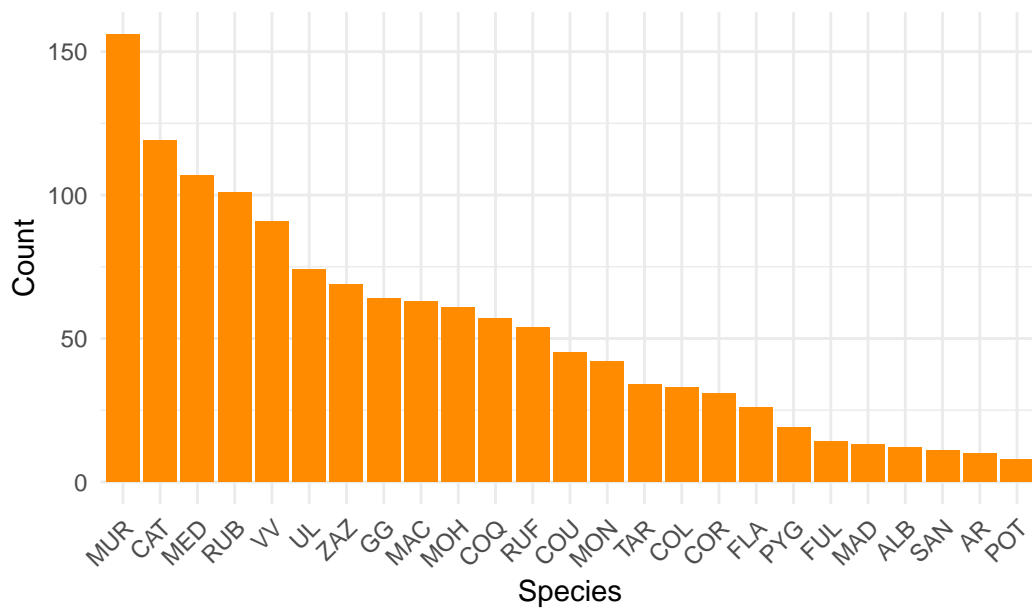 Count
150
100
50
0
MUR CAT MED RUB VV UL ZAZ GG MAC MOH COQ RUF COU MON TAR COL COR FLA PYG FUL MAD ALB SAN AR POT
Species